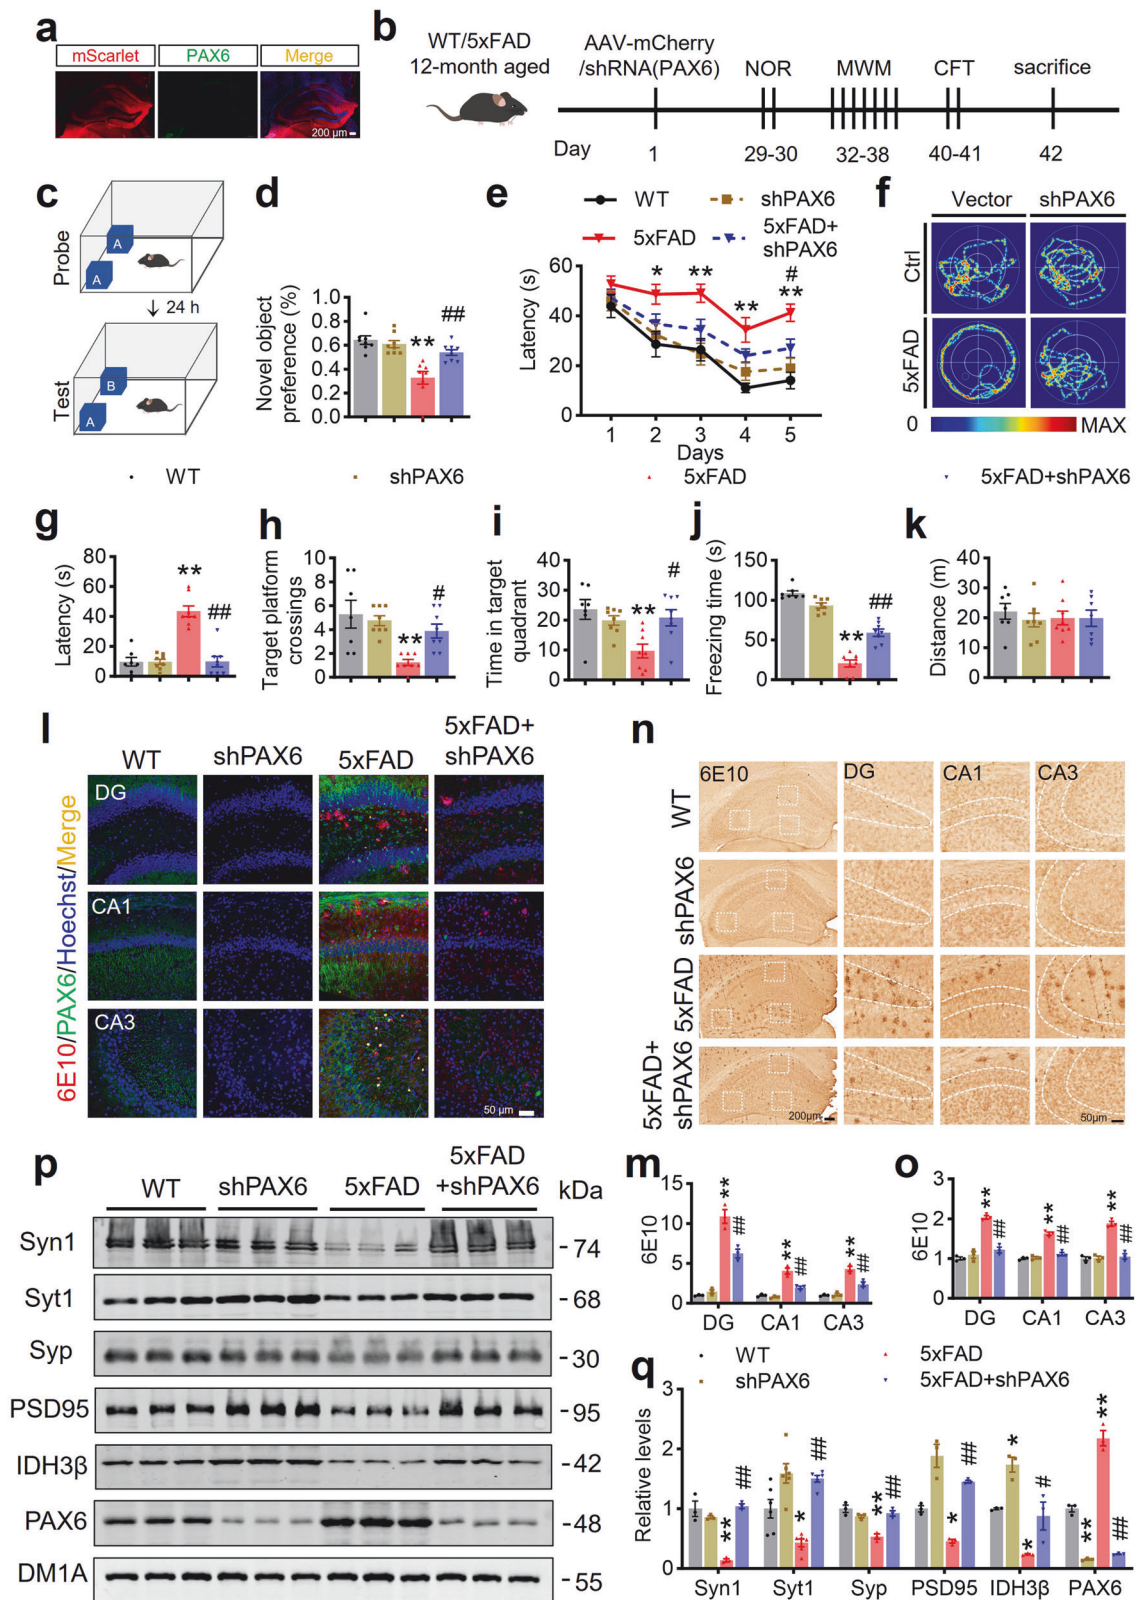 a
mScarlet PAX6 Merge
200 µm
b
WT/5xFAD
12-month aged
AAV-mCherry
/shRNA(PAX6)
NOR MWM CFT sacrifice
Day 1 29-30 32-38 40-41 42
c
Probe
A
A
24 h
Test
B
A
d
Novel object
preference (%)
1.0
0.8
0.6
0.4
0.2
0.0
** ##
e
WT shPAX6
5xFAD 5xFAD+
shPAX6
Latency (s)
60
40
20
0
* ** ** #
**
1 2 3 4 5
Days
f
Vector shPAX6
Ctrl
5xFAD
0 MAX
WT shPAX6 5xFAD 5xFAD+shPAX6
g
Latency (s)
80
60
40
20
0
** ##
h
Target platform
crossings
10
8
6
4
2
0
** #
i
Time in target
quadrant
40
30
20
10
0
** #
j
Freezing time (s)
150
100
50
0
** ##
k
Distance (m)
40
30
20
10
0
l
WT shPAX6 5xFAD 5xFAD+
shPAX6
6E10/PAX6/Hoechst/Merge
DG
CA1
CA3
50 µm
n
6E10 DG CA1 CA3
WT
shPAX6
5xFAD
5xFAD+
shPAX6
200µm 50µm
p
WT shPAX6 5xFAD 5xFAD
+shPAX6 kDa
Syn1 -74
Syt1 -68
Syp -30
PSD95 -95
IDH3β -42
PAX6 -48
DM1A -55
m
6E10
15
10
5
0
** ## ** ## ** ##
DG CA1 CA3
o
6E10
3
2
1
0
** ## ** ## ** ##
DG CA1 CA3
q
WT 5xFAD
shPAX6 5xFAD+shPAX6
Relative levels
3
2
1
0
** ## * ## ** ## * ## * * # ** ** ##
Syn1 Syt1 Syp PSD95 IDH3β PAX6